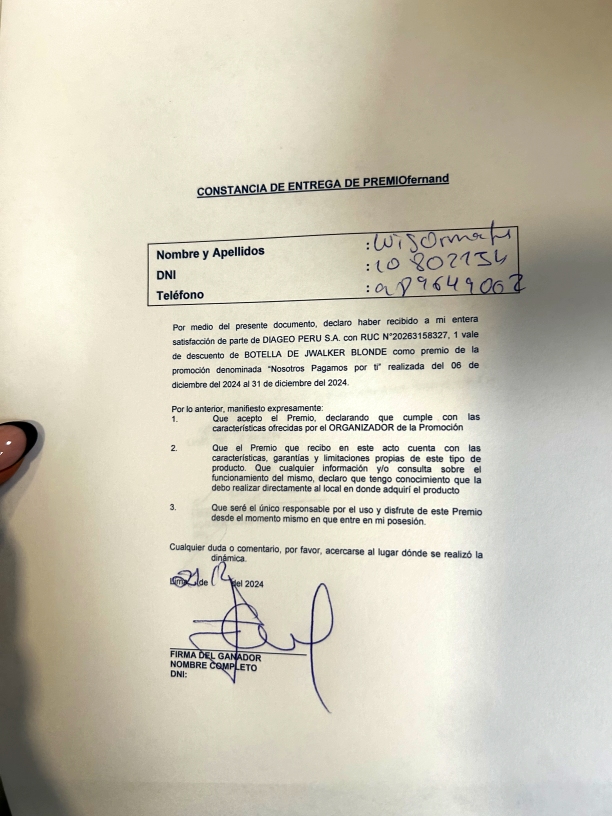 CONSTANCIA DE ENTREGA DE PREMIOfernand
Nombre y Apellidos :
DNI : 10802134
Teléfono :
Por medio del presente documento, declaro haber recibido a mi entera
satisfacción de parte de DIAGEO PERU S.A. con RUC N°20263158327, 1 vale
de descuento de BOTELLA DE JWALKER BLONDE como premio de la
promoción denominada "Nosotros Pagamos por ti" realizada del 06 de
diciembre del 2024 al 31 de diciembre del 2024.
Por lo anterior, manifiesto expresamente:
1. Que acepto el Premio, declarando que cumple con las
características ofrecidas por el ORGANIZADOR de la Promoción
2. Que el Premio que recibo en este acto cuenta con las
características, garantías y limitaciones propias de este tipo de
producto. Que cualquier información y/o consulta sobre el
funcionamiento del mismo, declaro que tengo conocimiento que la
debo realizar directamente al local en donde adquirí el producto
3. Que seré el único responsable por el uso y disfrute de este Premio
desde el momento mismo en que entre en mi posesión.
Cualquier duda o comentario, por favor, acercarse al lugar dónde se realizó la
dinámica.
de 12 del 2024
FIRMA DEL GANADOR
NOMBRE COMPLETO
DNI: